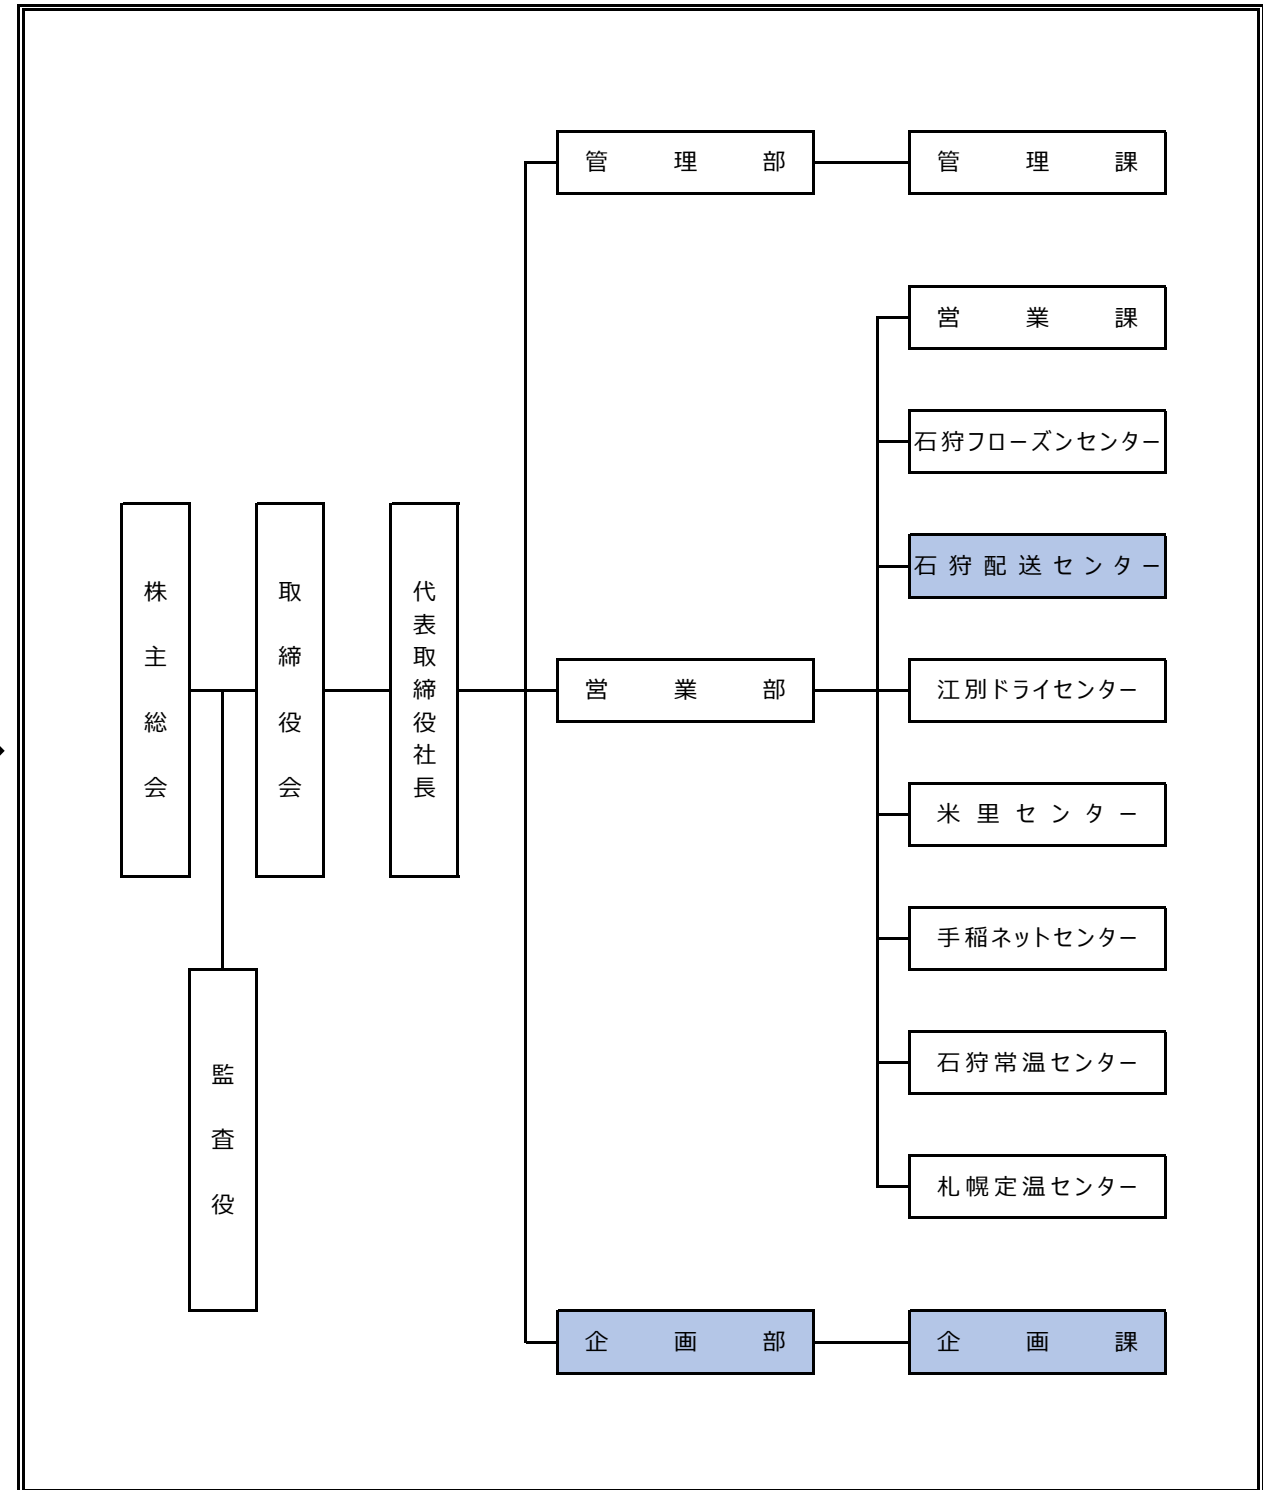 株主総会
取締役会
代表取締役社長
監査役
管理部
管理課
営業部
営業課
石狩フローズンセンター
石狩配送センター
江別ドライセンター
米里センター
手稲ネットセンター
石狩常温センター
札幌定温センター
企画部
企画課